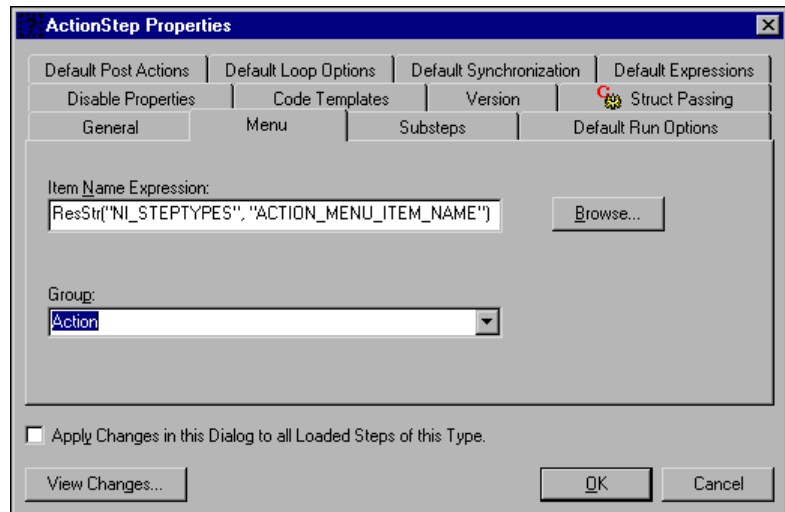 ActionStep Properties
Default Post Actions Default Loop Options Default Synchronization Default Expressions
Disable Properties Code Templates Version C Struct Passing
General Menu Substeps Default Run Options
Item Name Expression:
ResStr("NI_STEPTYPES", "ACTION_MENU_ITEM_NAME")
Browse...
Group:
Action
Apply Changes in this Dialog to all Loaded Steps of this Type.
View Changes... OK Cancel